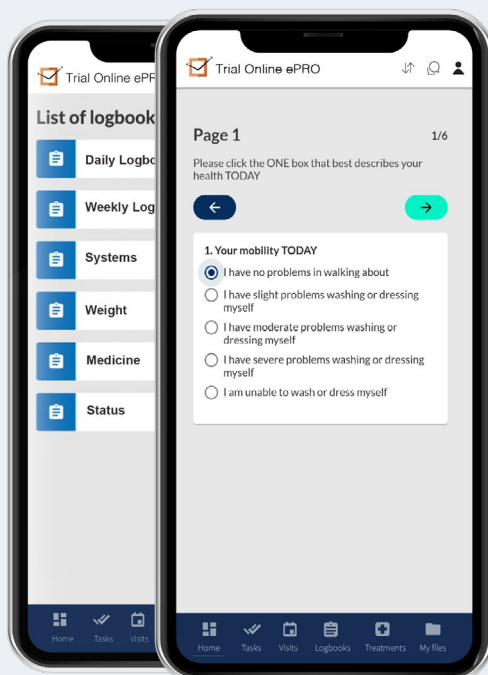 Trial Online ePR
List of logbook
Daily Logbo
Weekly Log
Systems
Weight
Medicine
Status
Home
Tasks
Visits
Trial Online ePRO
Page 1
1/6
Please click the ONE box that best describes your
health TODAY
1. Your mobility TODAY
I have no problems in walking about
I have slight problems washing or dressing
myself
I have moderate problems washing or
dressing myself
I have severe problems washing or dressing
myself
I am unable to wash or dress myself
Home
Tasks
Visits
Logbooks
Treatments
My files